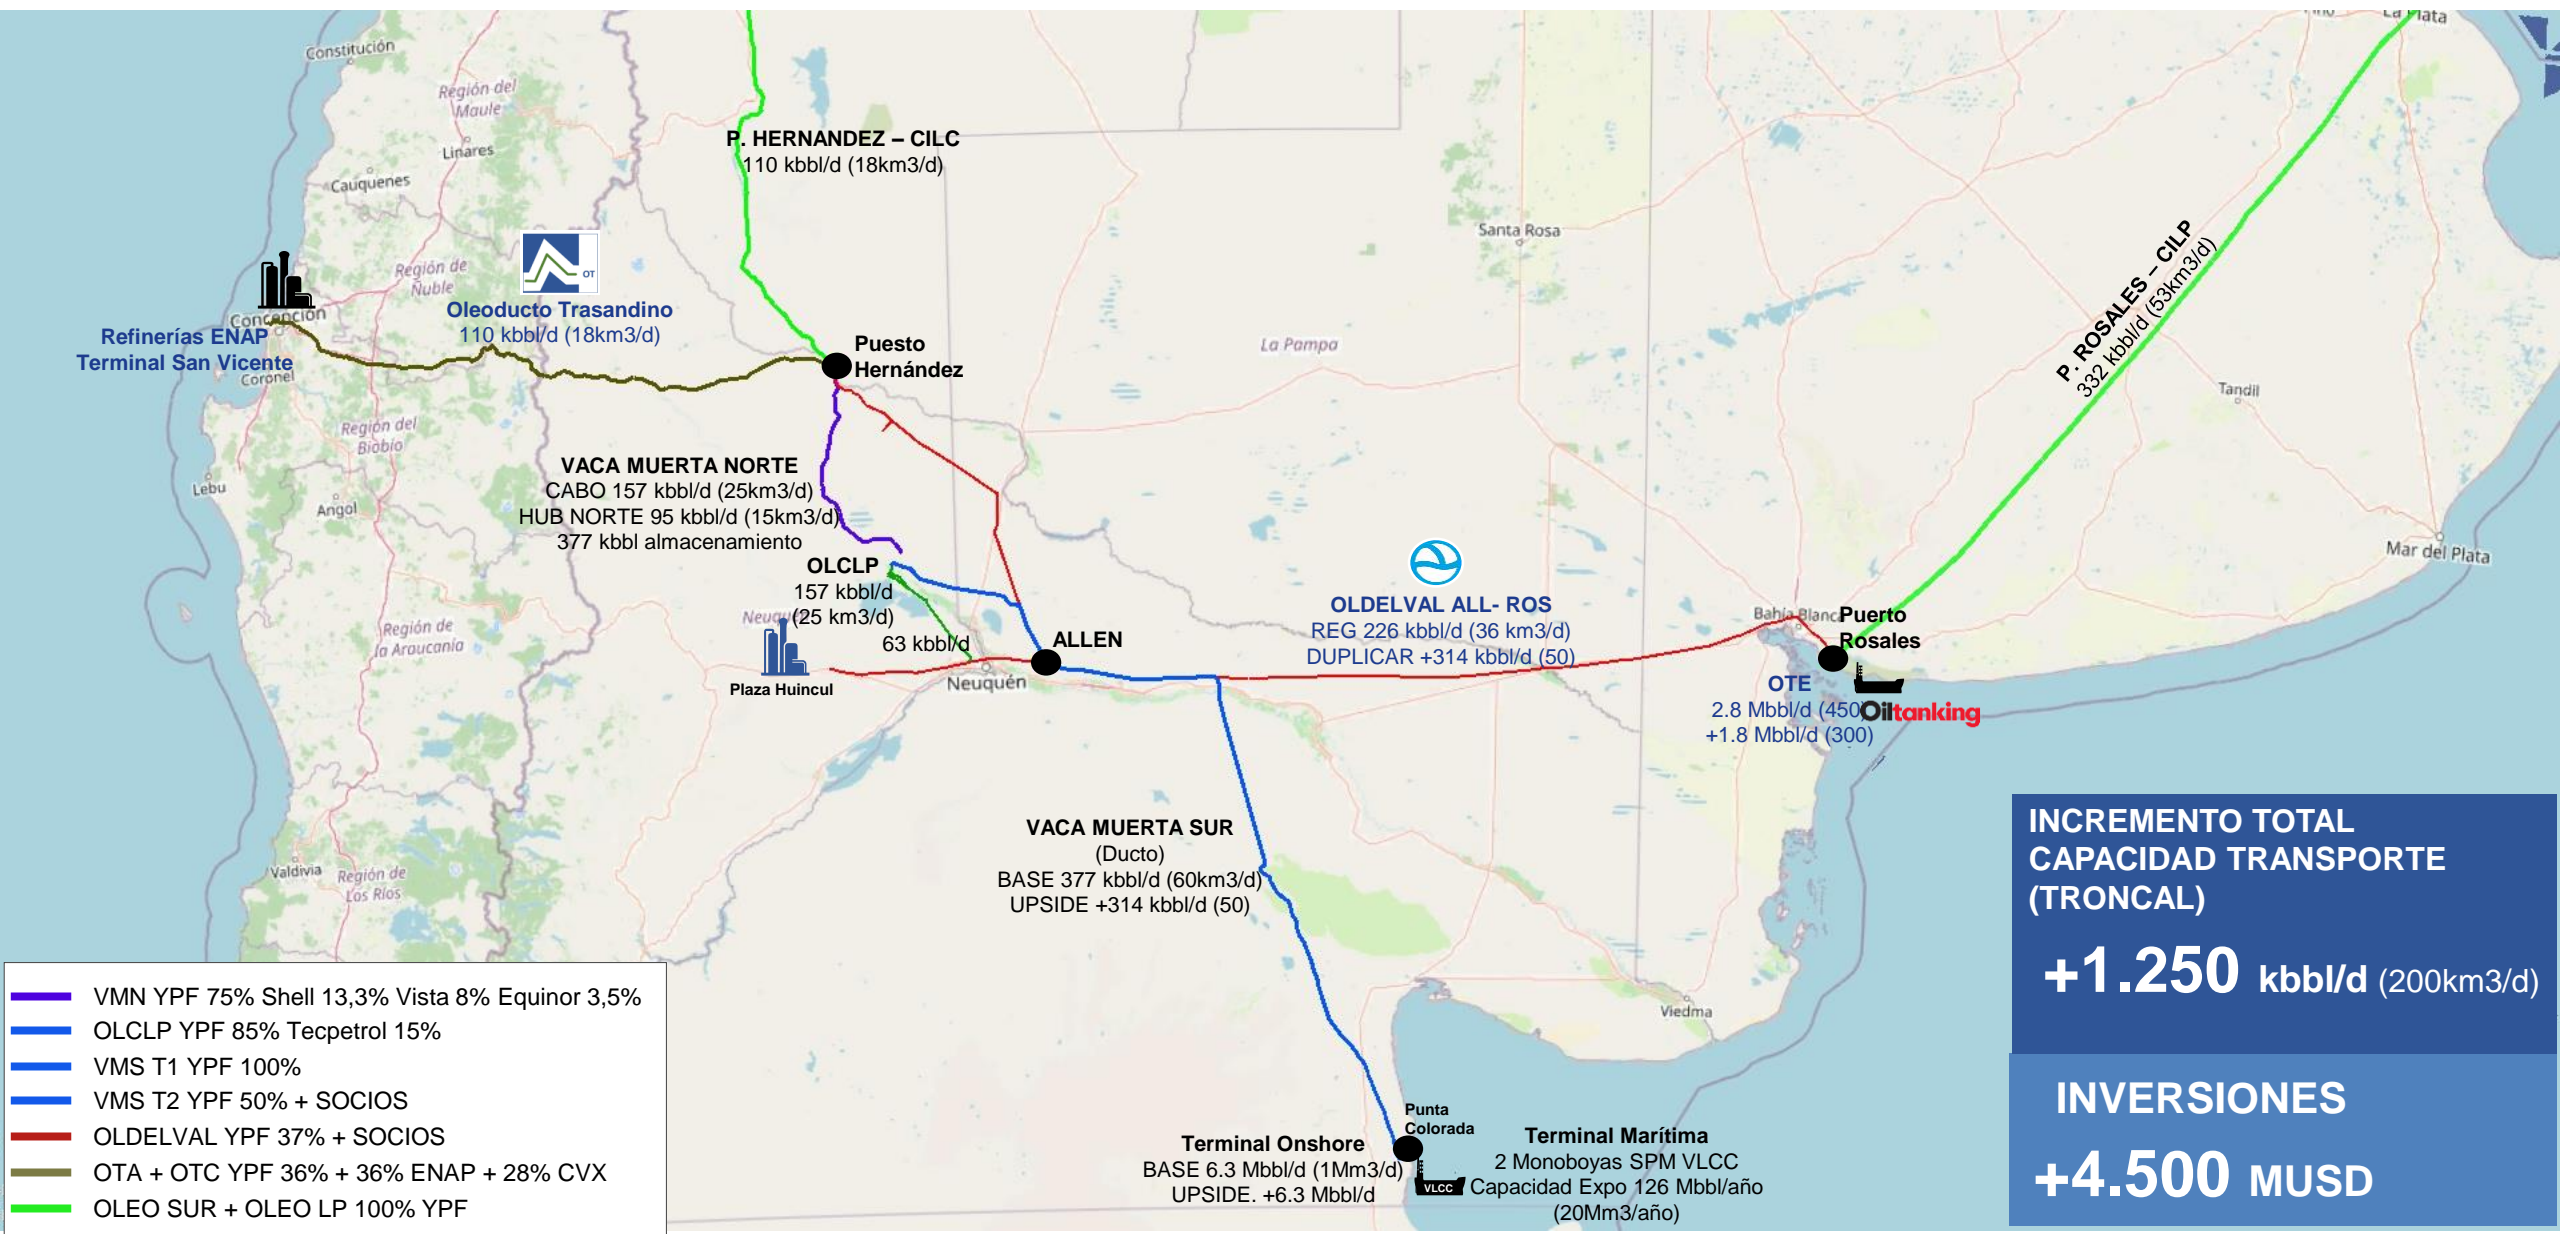 Constitución
Región del
Maule
Linares
Cauquenes
P. HERNANDEZ – CILC
110 kbbl/d (18km3/d)
La Plata
Santa Rosa
Región de
Ñuble
OT
Oleoducto Trasandino
110 kbbl/d (18km3/d)
Concepción
Refinerías ENAP
Terminal San Vicente
Coronel
Puesto
Hernández
La Pampa
P. ROSALES – CILP
332 kbbl/d (53km3/d)
Tandil
Región del
Biobío
Lebu
Angol
VACA MUERTA NORTE
CABO 157 kbbl/d (25km3/d)
HUB NORTE 95 kbbl/d (15km3/d)
377 kbbl almacenamiento
OLCLP
157 kbbl/d
(25 km3/d)
Neuquén
63 kbbl/d
Región de
la Araucanía
Plaza Huincul
Neuquén
ALLEN
OLDELVAL ALL- ROS
REG 226 kbbl/d (36 km3/d)
DUPLICAR +314 kbbl/d (50)
Mar del Plata
Bahía Blanca
Puerto
Rosales
OTE
2.8 Mbbl/d (450)
+1.8 Mbbl/d (300)
Oiltanking
VACA MUERTA SUR
(Ducto)
BASE 377 kbbl/d (60km3/d)
UPSIDE +314 kbbl/d (50)
Valdivia
Región de
Los Ríos
Viedma
Punta
Colorada
Terminal Onshore
BASE 6.3 Mbbl/d (1Mm3/d)
UPSIDE. +6.3 Mbbl/d
VLCC
Terminal Marítima
2 Monoboyas SPM VLCC
Capacidad Expo 126 Mbbl/año
(20Mm3/año)
INCREMENTO TOTAL
CAPACIDAD TRANSPORTE
(TRONCAL)
+1.250 kbbl/d (200km3/d)
INVERSIONES
+4.500 MUSD
VMN YPF 75% Shell 13,3% Vista 8% Equinor 3,5%
OLCLP YPF 85% Tecpetrol 15%
VMS T1 YPF 100%
VMS T2 YPF 50% + SOCIOS
OLDELVAL YPF 37% + SOCIOS
OTA + OTC YPF 36% + 36% ENAP + 28% CVX
OLEO SUR + OLEO LP 100% YPF